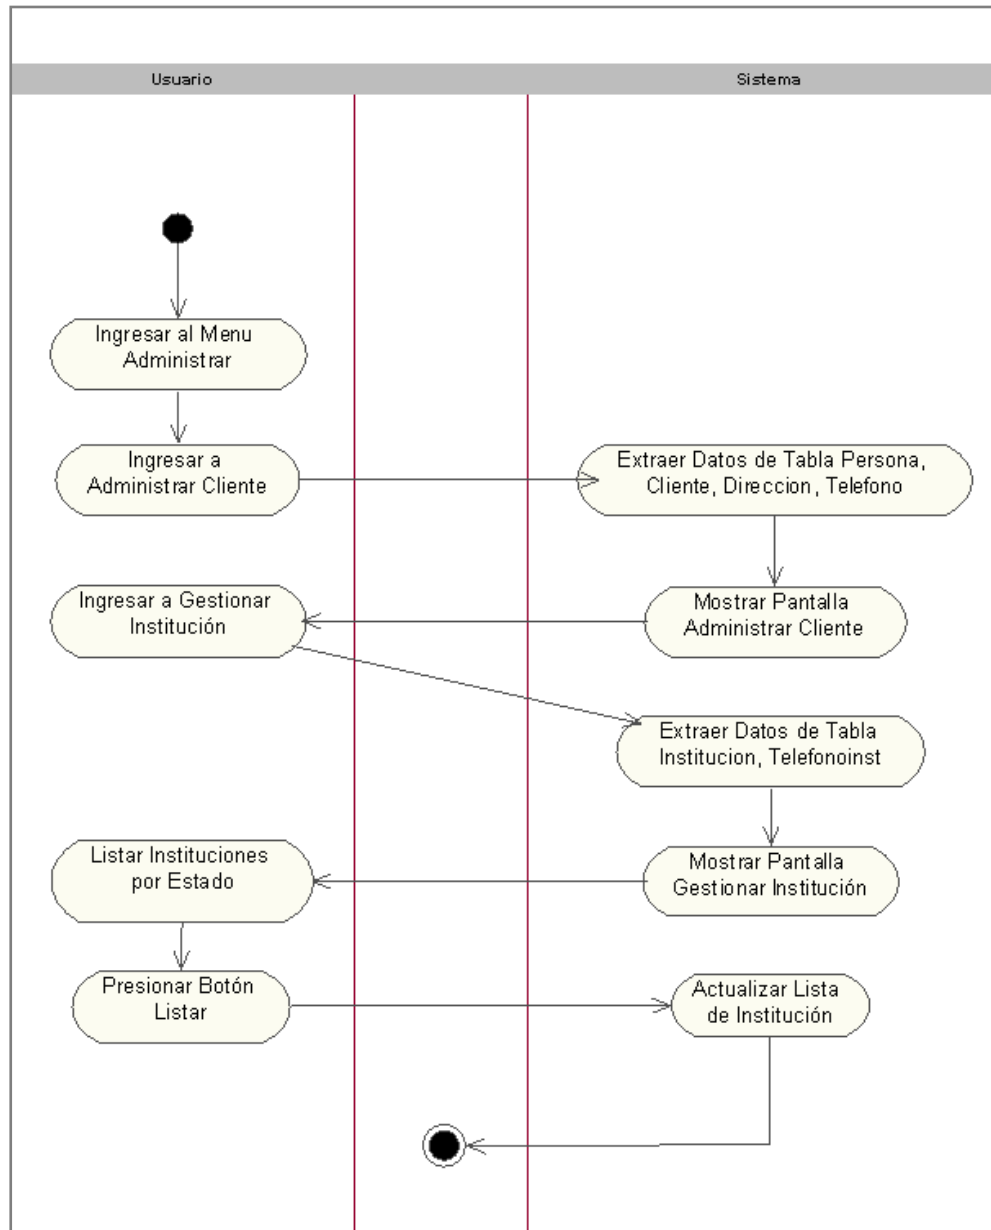 Usuario
Sistema
Ingresar al Menu
Administrar
Ingresar a
Administrar Cliente
Extraer Datos de Tabla Persona,
Cliente, Direccion, Telefono
Mostrar Pantalla
Administrar Cliente
Ingresar a Gestionar
Institución
Extraer Datos de Tabla
Institucion, Telefonoinst
Mostrar Pantalla
Gestionar Institución
Listar Instituciones
por Estado
Presionar Botón
Listar
Actualizar Lista
de Institución